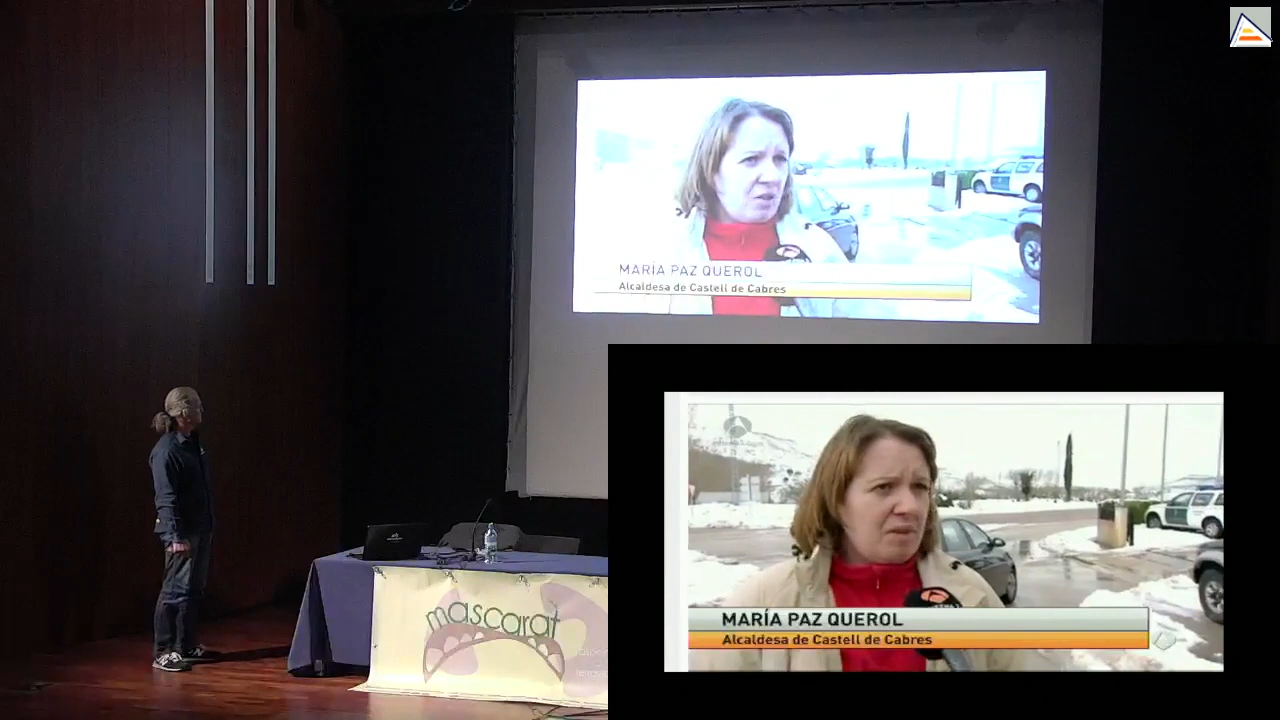 MARÍA PAZ QUEROL
Alcaldesa de Castell de Cabres
mascarat
MARÍA PAZ QUEROL
Alcaldesa de Castell de Cabres